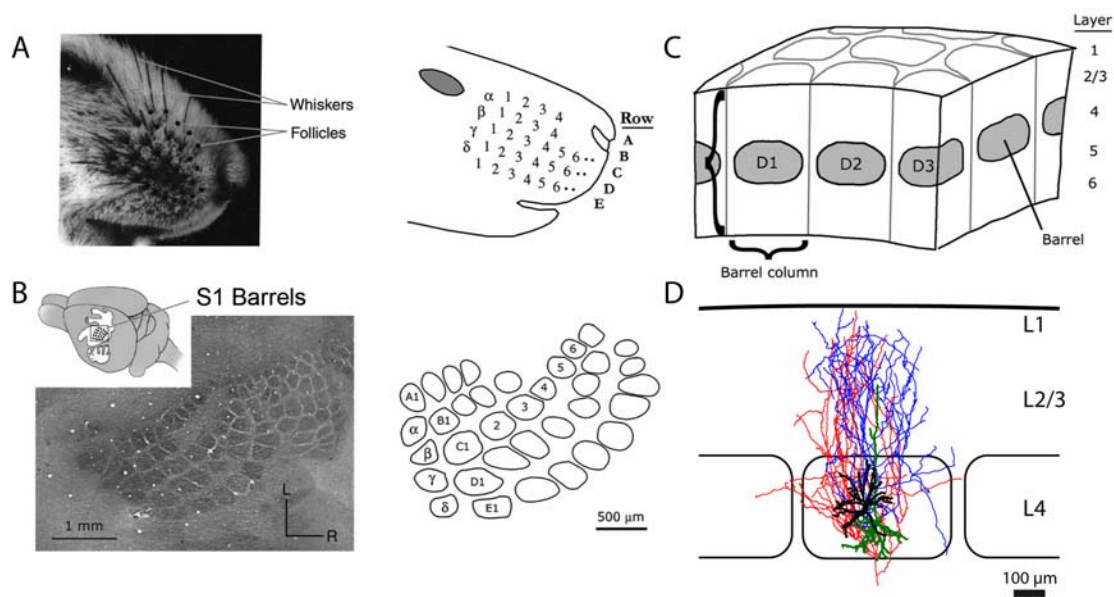 A
Whiskers
Follicles
α 1 2 3 4
β 1 2 3 4
γ 1 2 3 4
δ 1 2 3 4 5 6 ··
1 2 3 4 5 6 ··
Row
A
B
C
D
E
B
S1 Barrels
1 mm
L
R
A1
α
β
γ
δ
B1
C1
D1
E1
2
3
4
5
6
500 µm
C
Layer
1
2/3
4
5
6
D1
D2
D3
Barrel
Barrel column
D
L1
L2/3
L4
100 µm